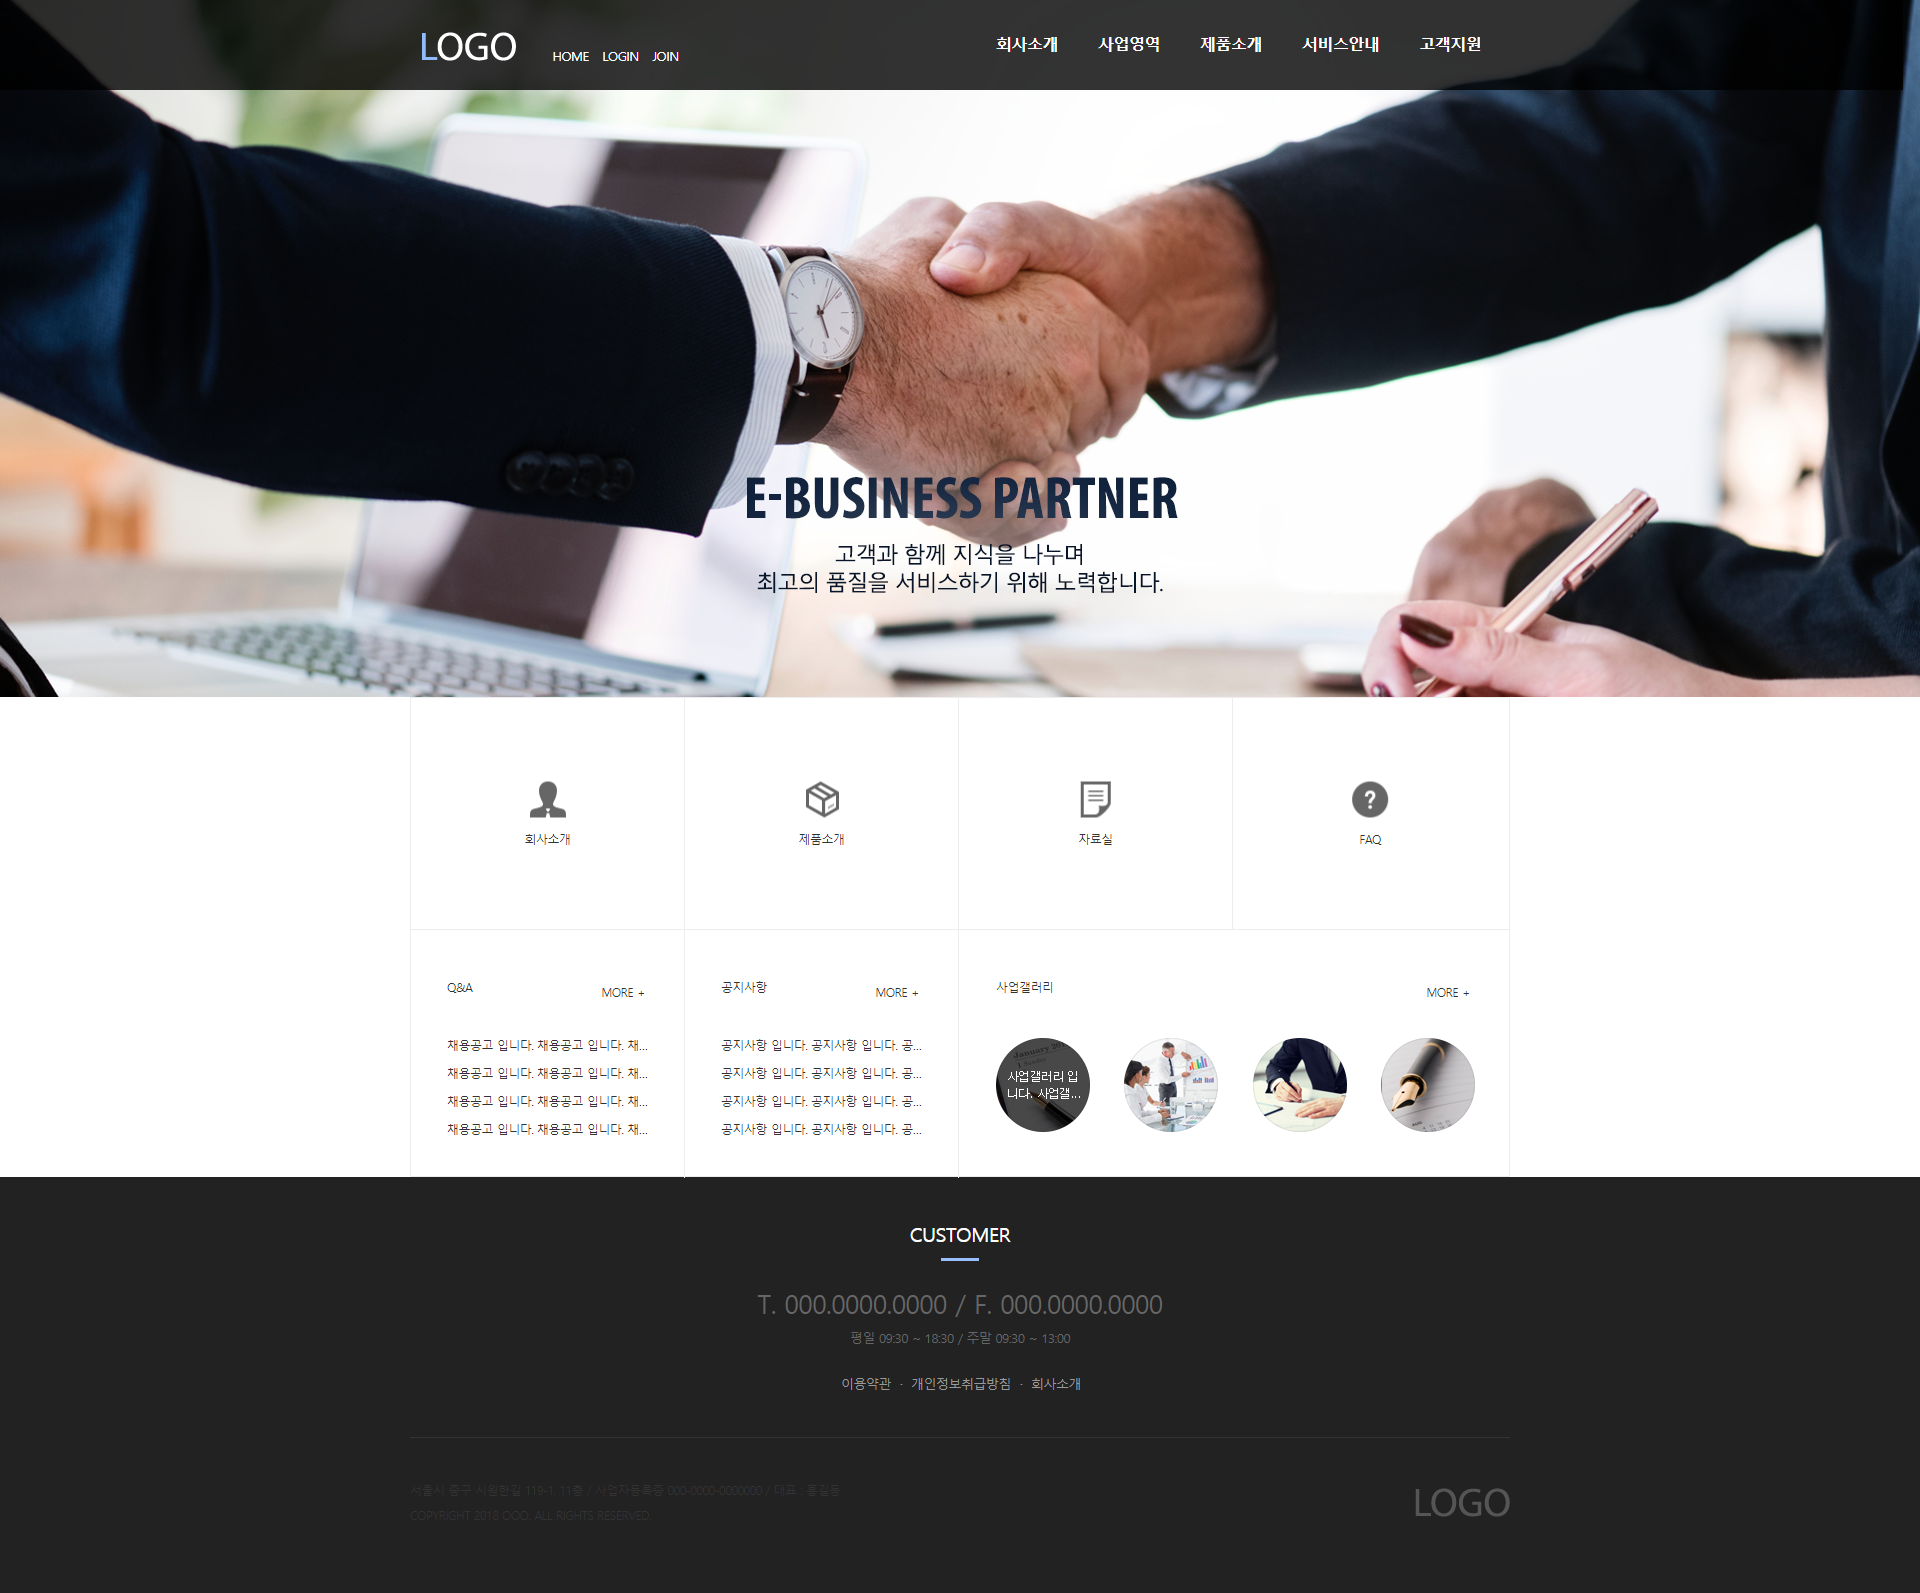 LOGO
HOME LOGIN JOIN
회사소개 사업영역 제품소개 서비스안내 고객지원
E-BUSINESS PARTNER
고객과 함께 지식을 나누며
최고의 품질을 서비스하기 위해 노력합니다.
회사소개
제품소개
자료실
FAQ
Q&A
MORE +
채용공고 입니다. 채용공고 입니다. 채...
채용공고 입니다. 채용공고 입니다. 채...
채용공고 입니다. 채용공고 입니다. 채...
채용공고 입니다. 채용공고 입니다. 채...
공지사항
MORE +
공지사항 입니다. 공지사항 입니다. 공...
공지사항 입니다. 공지사항 입니다. 공...
공지사항 입니다. 공지사항 입니다. 공...
공지사항 입니다. 공지사항 입니다. 공...
사업갤러리
MORE +
사업갤러리 입
니다. 사업갤...
CUSTOMER
T. 000.0000.0000 / F. 000.0000.0000
평일 09:30 ~ 18:30 / 주말 09:30 ~ 13:00
이용약관 · 개인정보취급방침 · 회사소개
서울시 중구 지원한길 119-1. 11층 / 사업자등록증 000-0000-0000000 / 대표 : 홍길동
COPYRIGHT 2018 OOO. ALL RIGHTS RESERVED.
LOGO